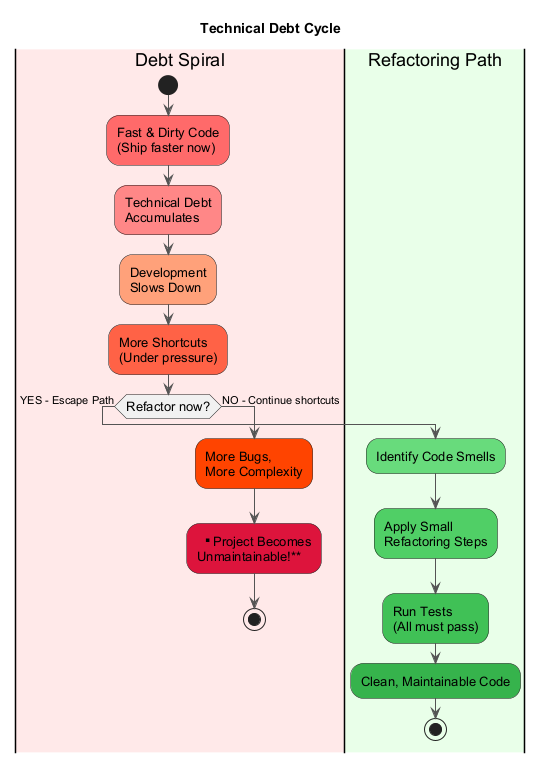 Technical Debt Cycle
Debt Spiral
Refactoring Path
Fast & Dirty Code
(Ship faster now)
Technical Debt
Accumulates
Development
Slows Down
More Shortcuts
(Under pressure)
YES - Escape Path
Refactor now?
NO - Continue shortcuts
More Bugs,
More Complexity
• Project Becomes
Unmaintainable!**
Identify Code Smells
Apply Small
Refactoring Steps
Run Tests
(All must pass)
Clean, Maintainable Code